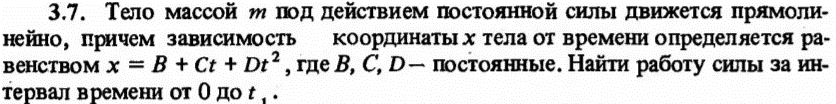 3.7. Тело массой m под действием постоянной силы движется прямоли-
нейно, причем зависимость координаты x тела от времени определяется ра-
венством x = B + Ct + Dt², где B, C, D— постоянные. Найти работу силы за ин-
тервал времени от 0 до t₁.